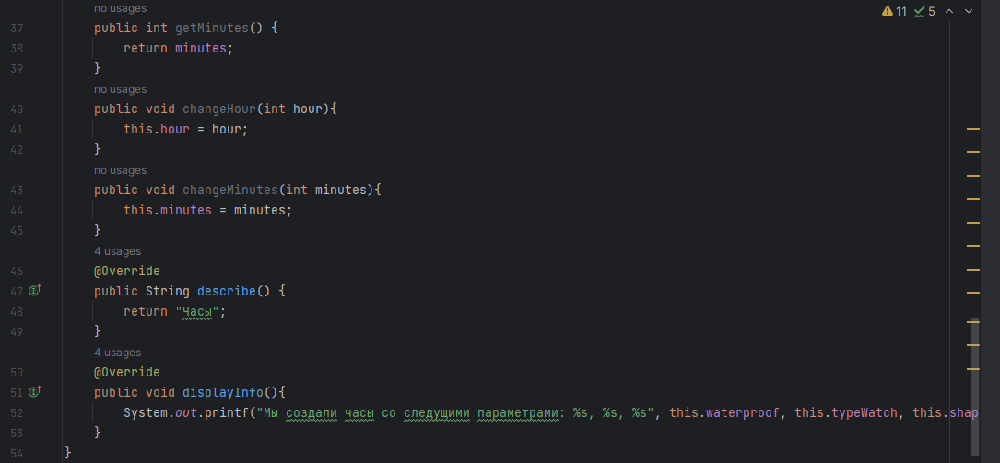 no usages
11 5
37 public int getMinutes() {
38 return minutes;
39 }
no usages
40 public void changeHour(int hour){
41 this.hour = hour;
42 }
no usages
43 public void changeMinutes(int minutes){
44 this.minutes = minutes;
45 }
4 usages
46 @Override
47 public String describe() {
48 return "Часы";
49 }
4 usages
50 @Override
51 public void displayInfo(){
52 System.out.printf("Мы создали часы со следущими параметрами: %s, %s, %s", this.waterproof, this.typeWatch, this.shap
53 }
54 }